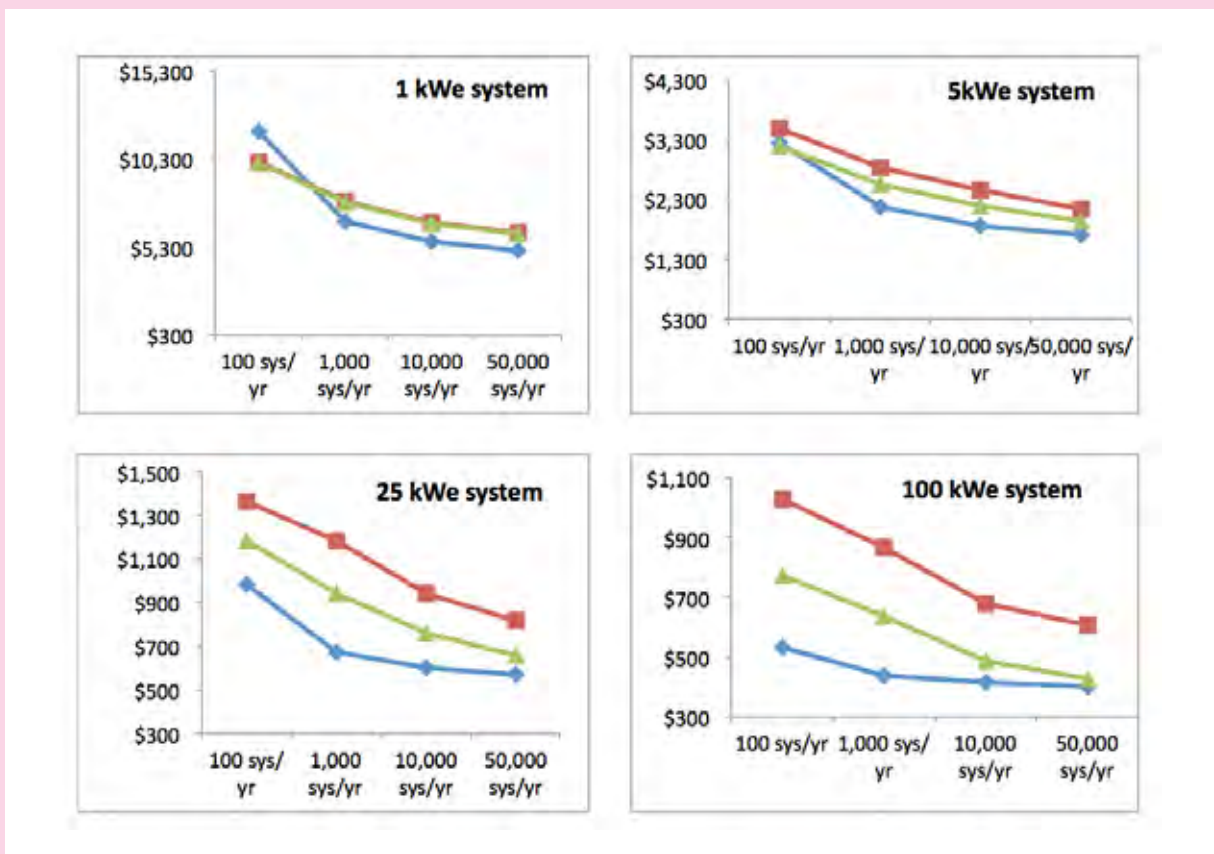 $15,300
1 kWe system
$10,300
$5,300
$300
100 sys/ 1,000 10,000 50,000
yr sys/yr sys/yr sys/yr
$4,300
5kWe system
$3,300
$2,300
$1,300
$300
100 sys/yr 1,000 sys/ 10,000 sys/ 50,000 sys/
yr yr yr
$1,500
25 kWe system
$1,300
$1,100
$900
$700
$500
$300
100 sys/ 1,000 10,000 50,000
yr sys/yr sys/yr sys/yr
$1,100
100 kWe system
$900
$700
$500
$300
100 sys/yr 1,000 sys/ 10,000 50,000
yr sys/yr sys/yr